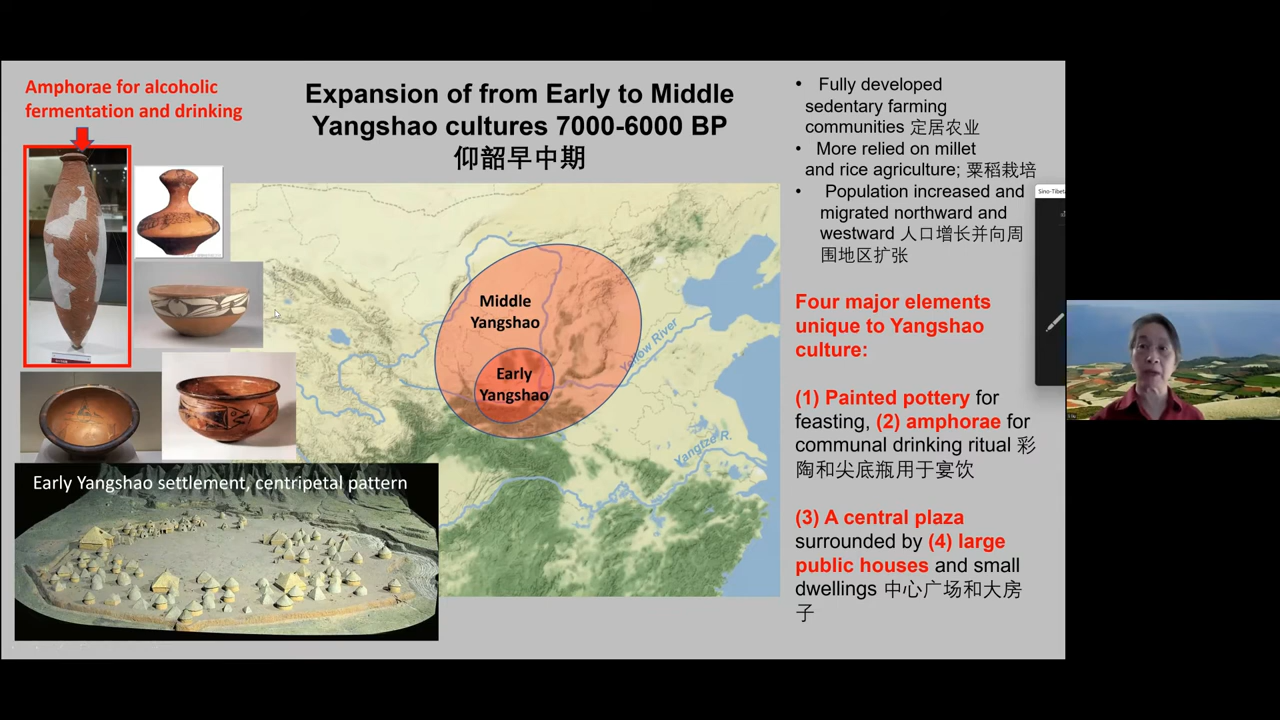 Amphorae for alcoholic
fermentation and drinking
Expansion of from Early to Middle
Yangshao cultures 7000-6000 BP
仰韶早中期
Middle
Yangshao
Early
Yangshao
Yellow River
Yangtze R.
Early Yangshao settlement, centripetal pattern
• Fully developed
sedentary farming
communities 定居农业
• More relied on millet
and rice agriculture; 粟稻栽培
• Population increased and
migrated northward and
westward 人口增长并向周
围地区扩张
Four major elements
unique to Yangshao
culture:
(1) Painted pottery for
feasting, (2) amphorae for
communal drinking ritual 彩
陶和尖底瓶用于宴饮
(3) A central plaza
surrounded by (4) large
public houses and small
dwellings 中心广场和大房
子
Sino-Tibeta